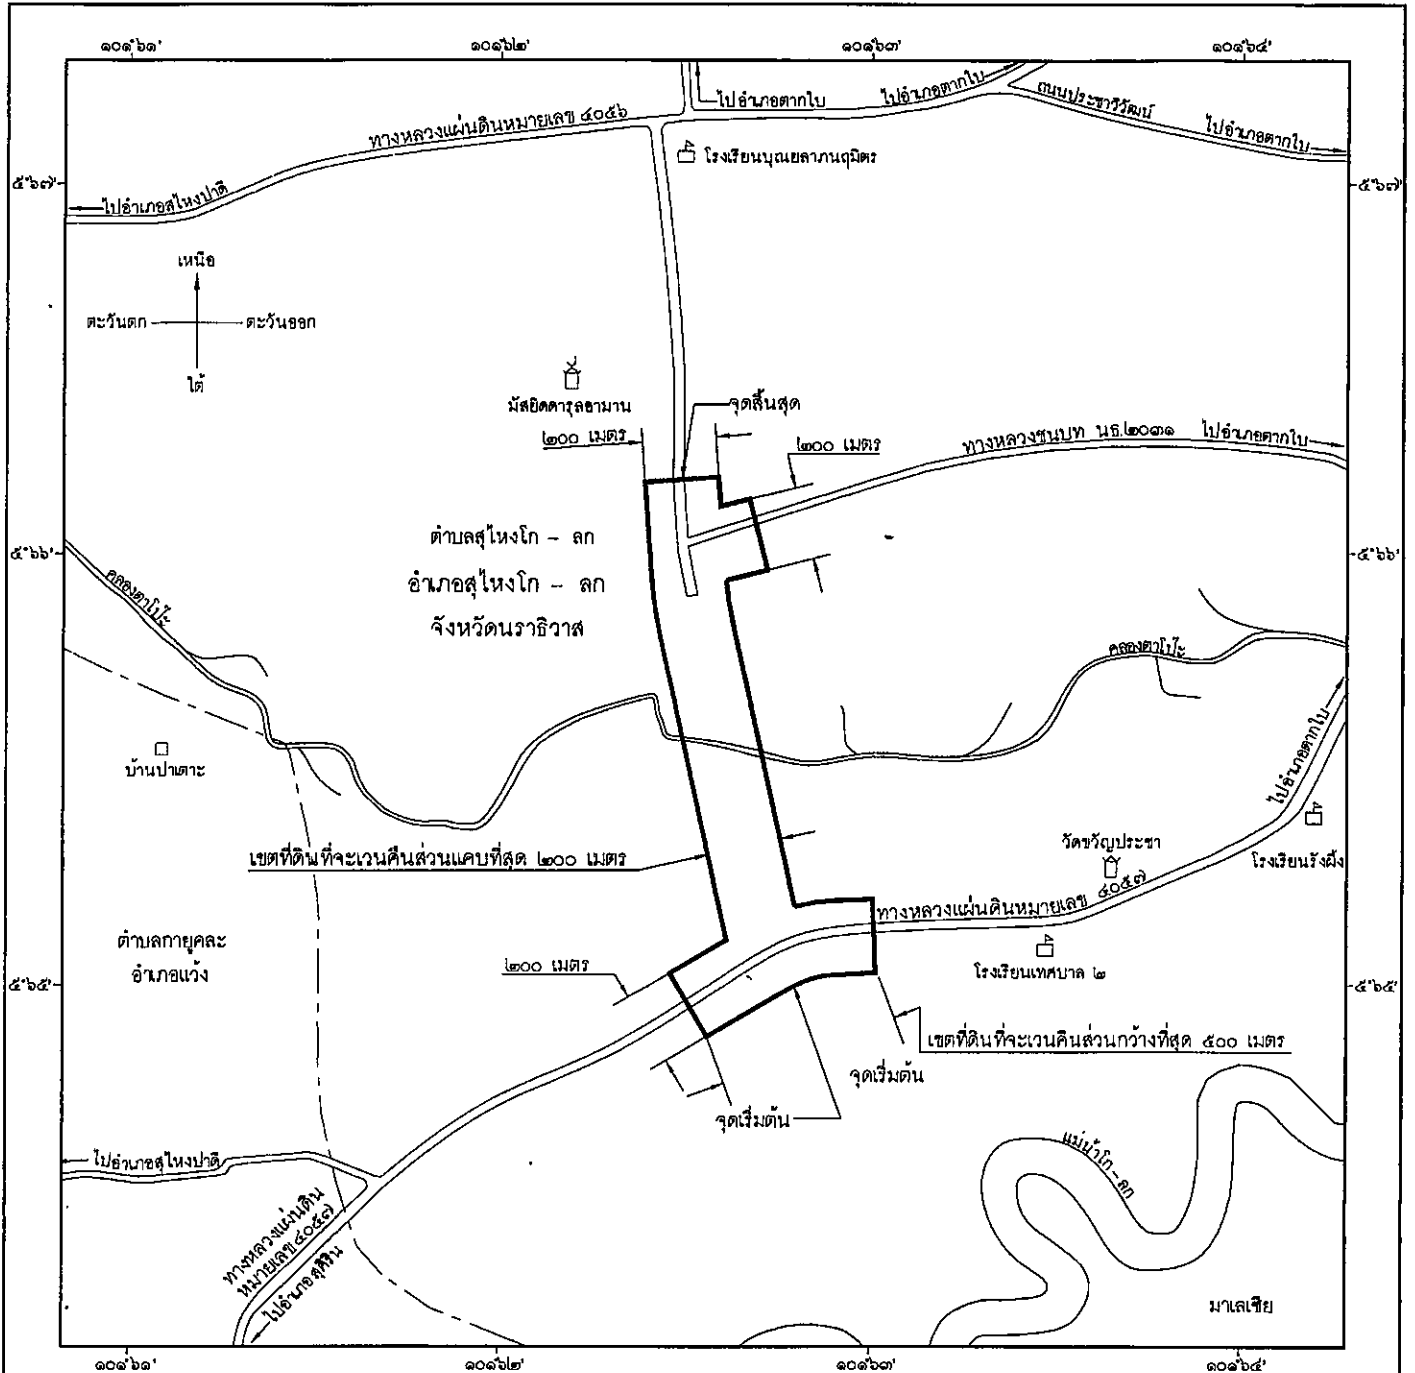 ๑๐๑°๖๑' ๑๐๑°๖๒' ๑๐๑°๖๓' ๑๐๑°๖๔'
ไปอำเภอตากใบ
ไปอำเภอตากใบ
ถนนประชาวิวัฒน์
ไปอำเภอตากใบ
ทางหลวงแผ่นดินหมายเลข ๔๐๕๖
โรงเรียนบุณยลาภนฤมิตร
๕°๖๗' ๕°๖๗'
ไปอำเภอสุไหงปาดี
เหนือ
ตะวันตก ตะวันออก
ใต้
มัสยิดดารุลอามาน
จุดสิ้นสุด
๒๐๐ เมตร
๒๐๐ เมตร
ทางหลวงชนบท นธ.๒๐๓๑ ไปอำเภอตากใบ
ตำบลสุไหงโก - ลก
อำเภอสุไหงโก - ลก
จังหวัดนราธิวาส
๕°๖๖' ๕°๖๖'
คลองตาโป๊ะ
คลองตาโป๊ะ
บ้านปาเตาะ
ไปอำเภอตากใบ
เขตที่ดินที่จะเวนคืนส่วนแคบที่สุด ๒๐๐ เมตร
วัดขวัญประชา
โรงเรียนรังผึ้ง
ทางหลวงแผ่นดินหมายเลข ๔๐๕๗
ตำบลกายูคละ
อำเภอแว้ง
โรงเรียนเทศบาล ๒
๒๐๐ เมตร
๕°๖๕' ๕°๖๕'
เขตที่ดินที่จะเวนคืนส่วนกว้างที่สุด ๕๐๐ เมตร
จุดเริ่มต้น
จุดเริ่มต้น
แม่น้ำโก - ลก
ไปอำเภอสุไหงปาดี
ทางหลวงแผ่นดิน
หมายเลข ๔๐๕๗
ไปอำเภอสุคิริน
มาเลเซีย
๑๐๑°๖๑' ๑๐๑°๖๒' ๑๐๑°๖๓' ๑๐๑°๖๔'